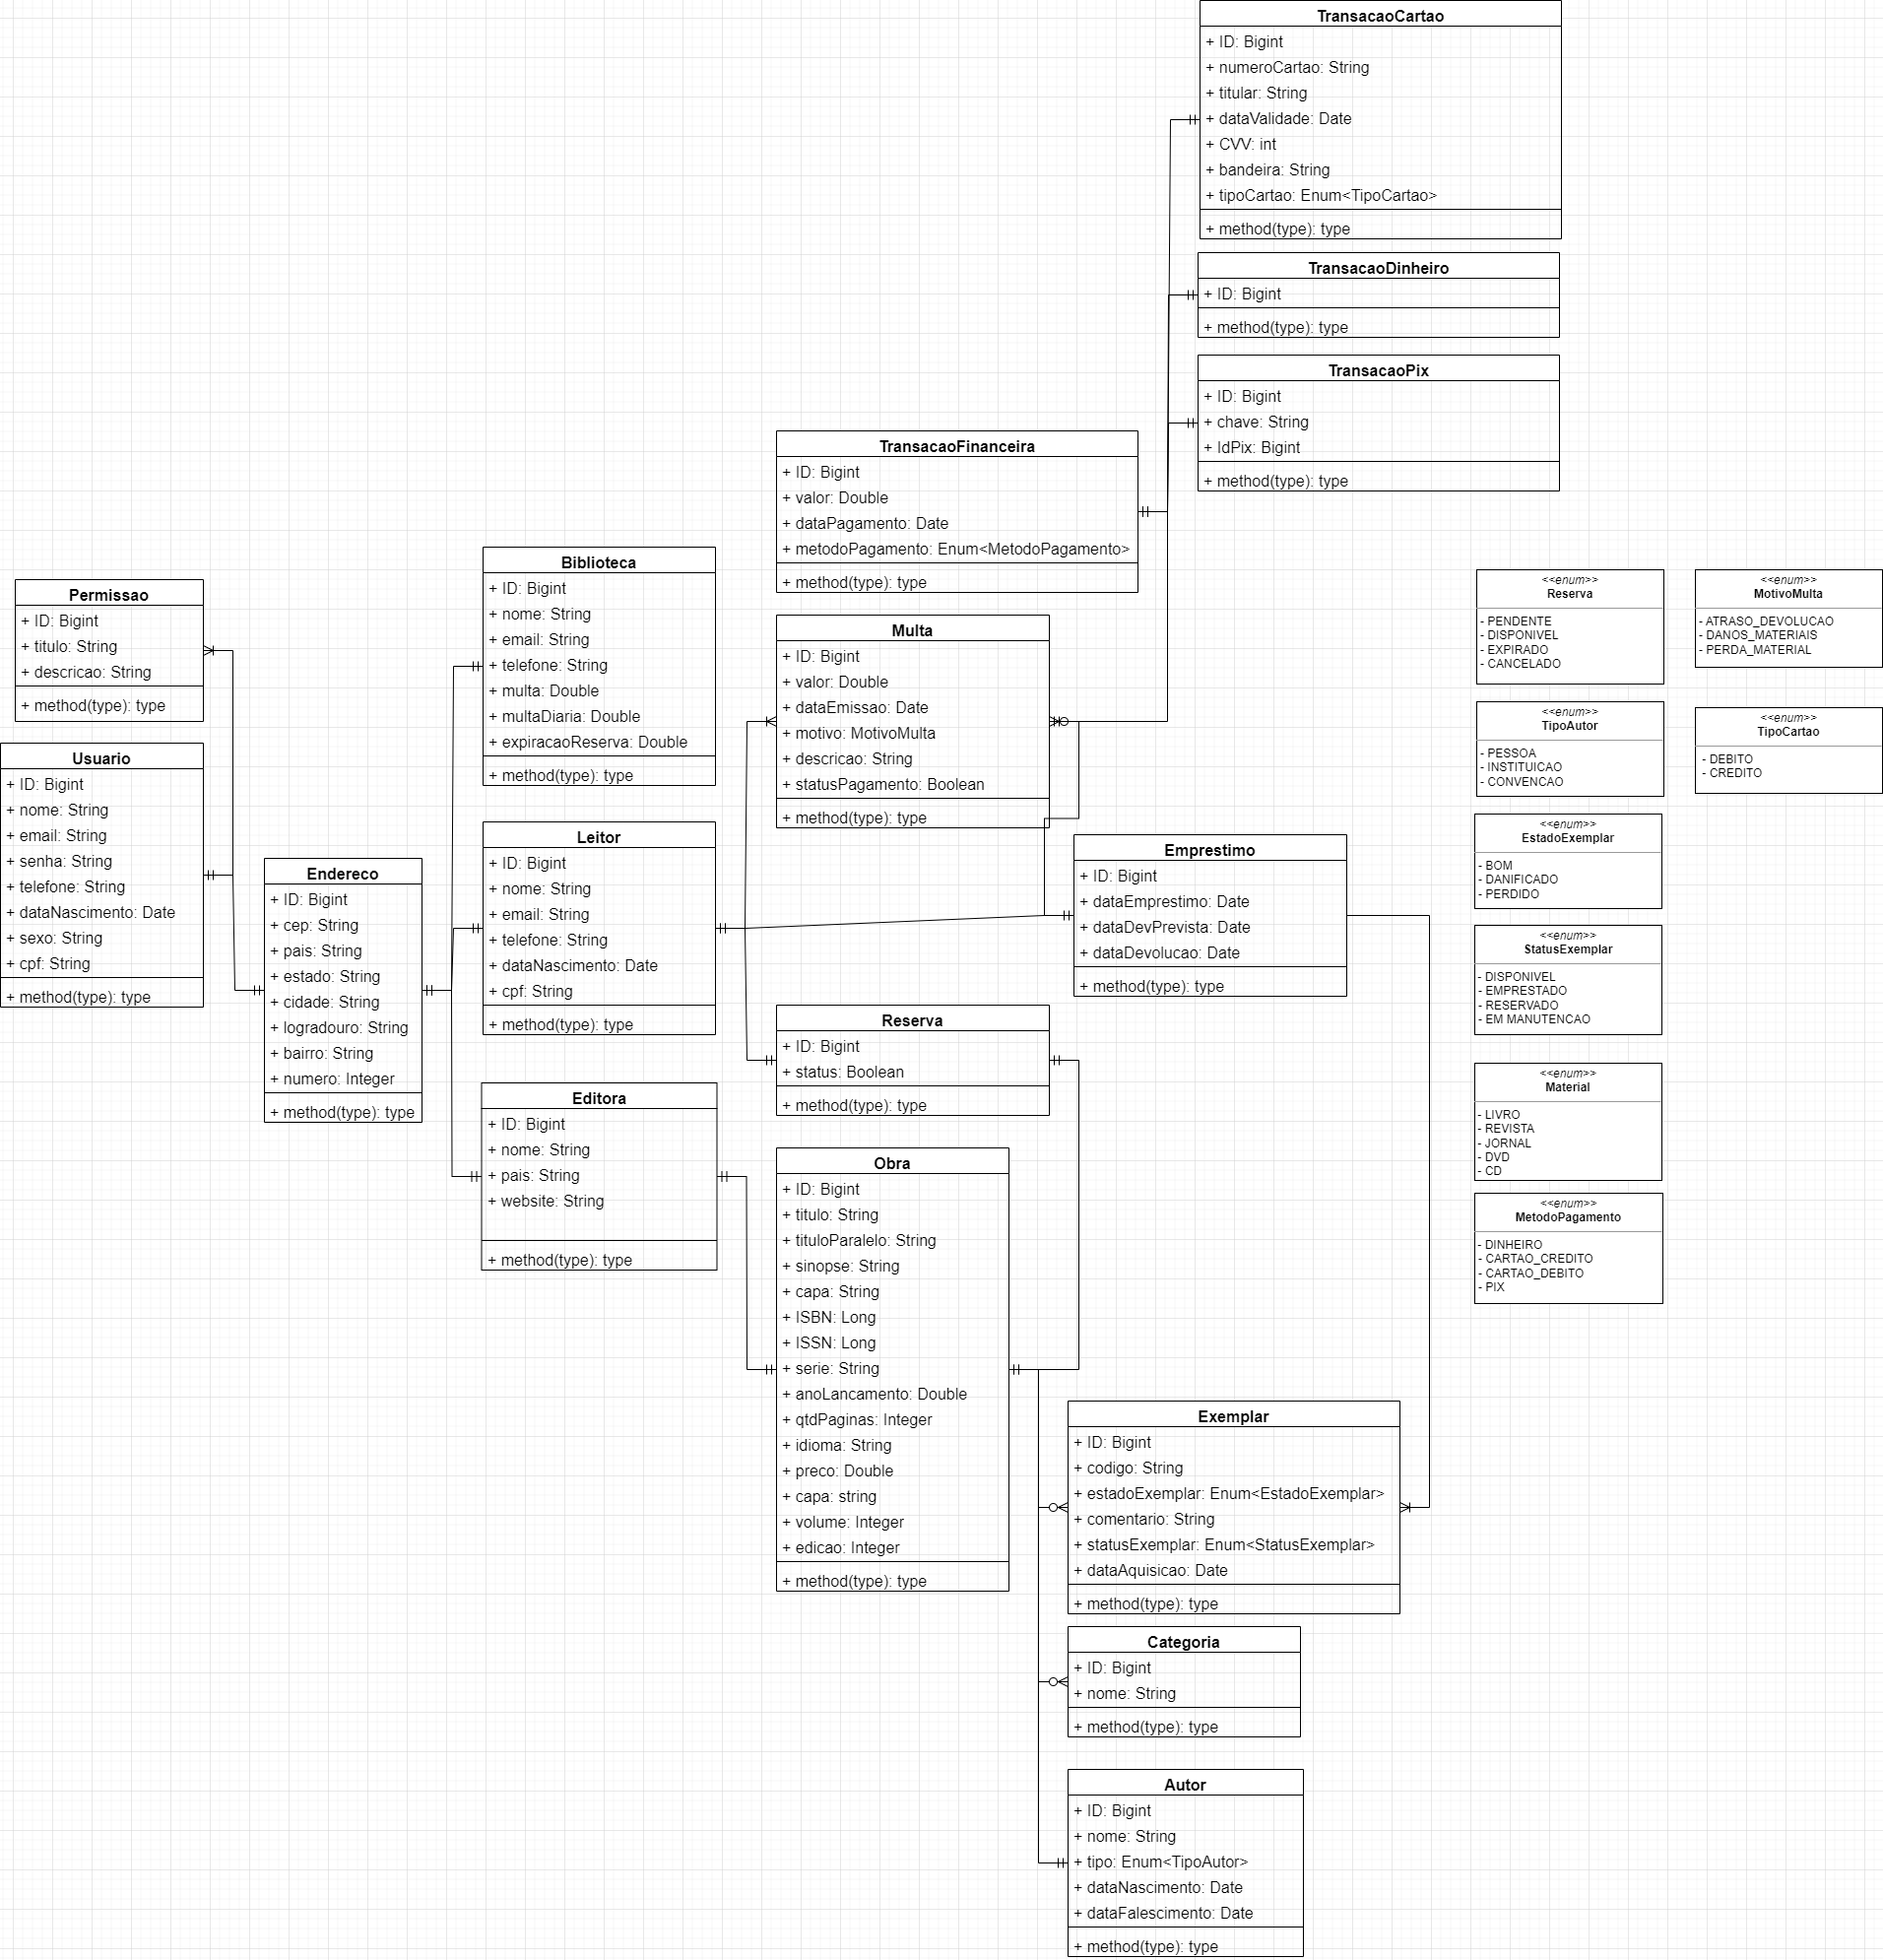 TransacaoCartao
+ ID: Bigint
+ numeroCartao: String
+ titular: String
+ dataValidade: Date
+ CVV: int
+ bandeira: String
+ tipoCartao: Enum<TipoCartao>
+ method(type): type
TransacaoDinheiro
+ ID: Bigint
+ method(type): type
TransacaoPix
+ ID: Bigint
+ chave: String
+ IdPix: Bigint
+ method(type): type
TransacaoFinanceira
+ ID: Bigint
+ valor: Double
+ dataPagamento: Date
+ metodoPagamento: Enum<MetodoPagamento>
+ method(type): type
Biblioteca
+ ID: Bigint
+ nome: String
+ email: String
+ telefone: String
+ multa: Double
+ multaDiaria: Double
+ expiracaoReserva: Double
+ method(type): type
Permissao
+ ID: Bigint
+ titulo: String
+ descricao: String
+ method(type): type
Usuario
+ ID: Bigint
+ nome: String
+ email: String
+ senha: String
+ telefone: String
+ dataNascimento: Date
+ sexo: String
+ cpf: String
+ method(type): type
Endereco
+ ID: Bigint
+ cep: String
+ pais: String
+ estado: String
+ cidade: String
+ logradouro: String
+ bairro: String
+ numero: Integer
+ method(type): type
Leitor
+ ID: Bigint
+ nome: String
+ email: String
+ telefone: String
+ dataNascimento: Date
+ cpf: String
+ method(type): type
Editora
+ ID: Bigint
+ nome: String
+ pais: String
+ website: String
+ method(type): type
Multa
+ ID: Bigint
+ valor: Double
+ dataEmissao: Date
+ motivo: MotivoMulta
+ descricao: String
+ statusPagamento: Boolean
+ method(type): type
Emprestimo
+ ID: Bigint
+ dataEmprestimo: Date
+ dataDevPrevista: Date
+ dataDevolucao: Date
+ method(type): type
Reserva
+ ID: Bigint
+ status: Boolean
+ method(type): type
Obra
+ ID: Bigint
+ titulo: String
+ tituloParalelo: String
+ sinopse: String
+ capa: String
+ ISBN: Long
+ ISSN: Long
+ serie: String
+ anoLancamento: Double
+ qtdPaginas: Integer
+ idioma: String
+ preco: Double
+ capa: string
+ volume: Integer
+ edicao: Integer
+ method(type): type
Exemplar
+ ID: Bigint
+ codigo: String
+ estadoExemplar: Enum<EstadoExemplar>
+ comentario: String
+ statusExemplar: Enum<StatusExemplar>
+ dataAquisicao: Date
+ method(type): type
Categoria
+ ID: Bigint
+ nome: String
+ method(type): type
Autor
+ ID: Bigint
+ nome: String
+ tipo: Enum<TipoAutor>
+ dataNascimento: Date
+ dataFalescimento: Date
+ method(type): type
<<enum>>
Reserva
- PENDENTE
- DISPONIVEL
- EXPIRADO
- CANCELADO
<<enum>>
MotivoMulta
- ATRASO_DEVOLUCAO
- DANOS_MATERIAIS
- PERDA_MATERIAL
<<enum>>
TipoAutor
- PESSOA
- INSTITUICAO
- CONVENCAO
<<enum>>
TipoCartao
- DEBITO
- CREDITO
<<enum>>
EstadoExemplar
- BOM
- DANIFICADO
- PERDIDO
<<enum>>
StatusExemplar
- DISPONIVEL
- EMPRESTADO
- RESERVADO
- EM MANUTENCAO
<<enum>>
Material
- LIVRO
- REVISTA
- JORNAL
- DVD
- CD
<<enum>>
MetodoPagamento
- DINHEIRO
- CARTAO_CREDITO
- CARTAO_DEBITO
- PIX